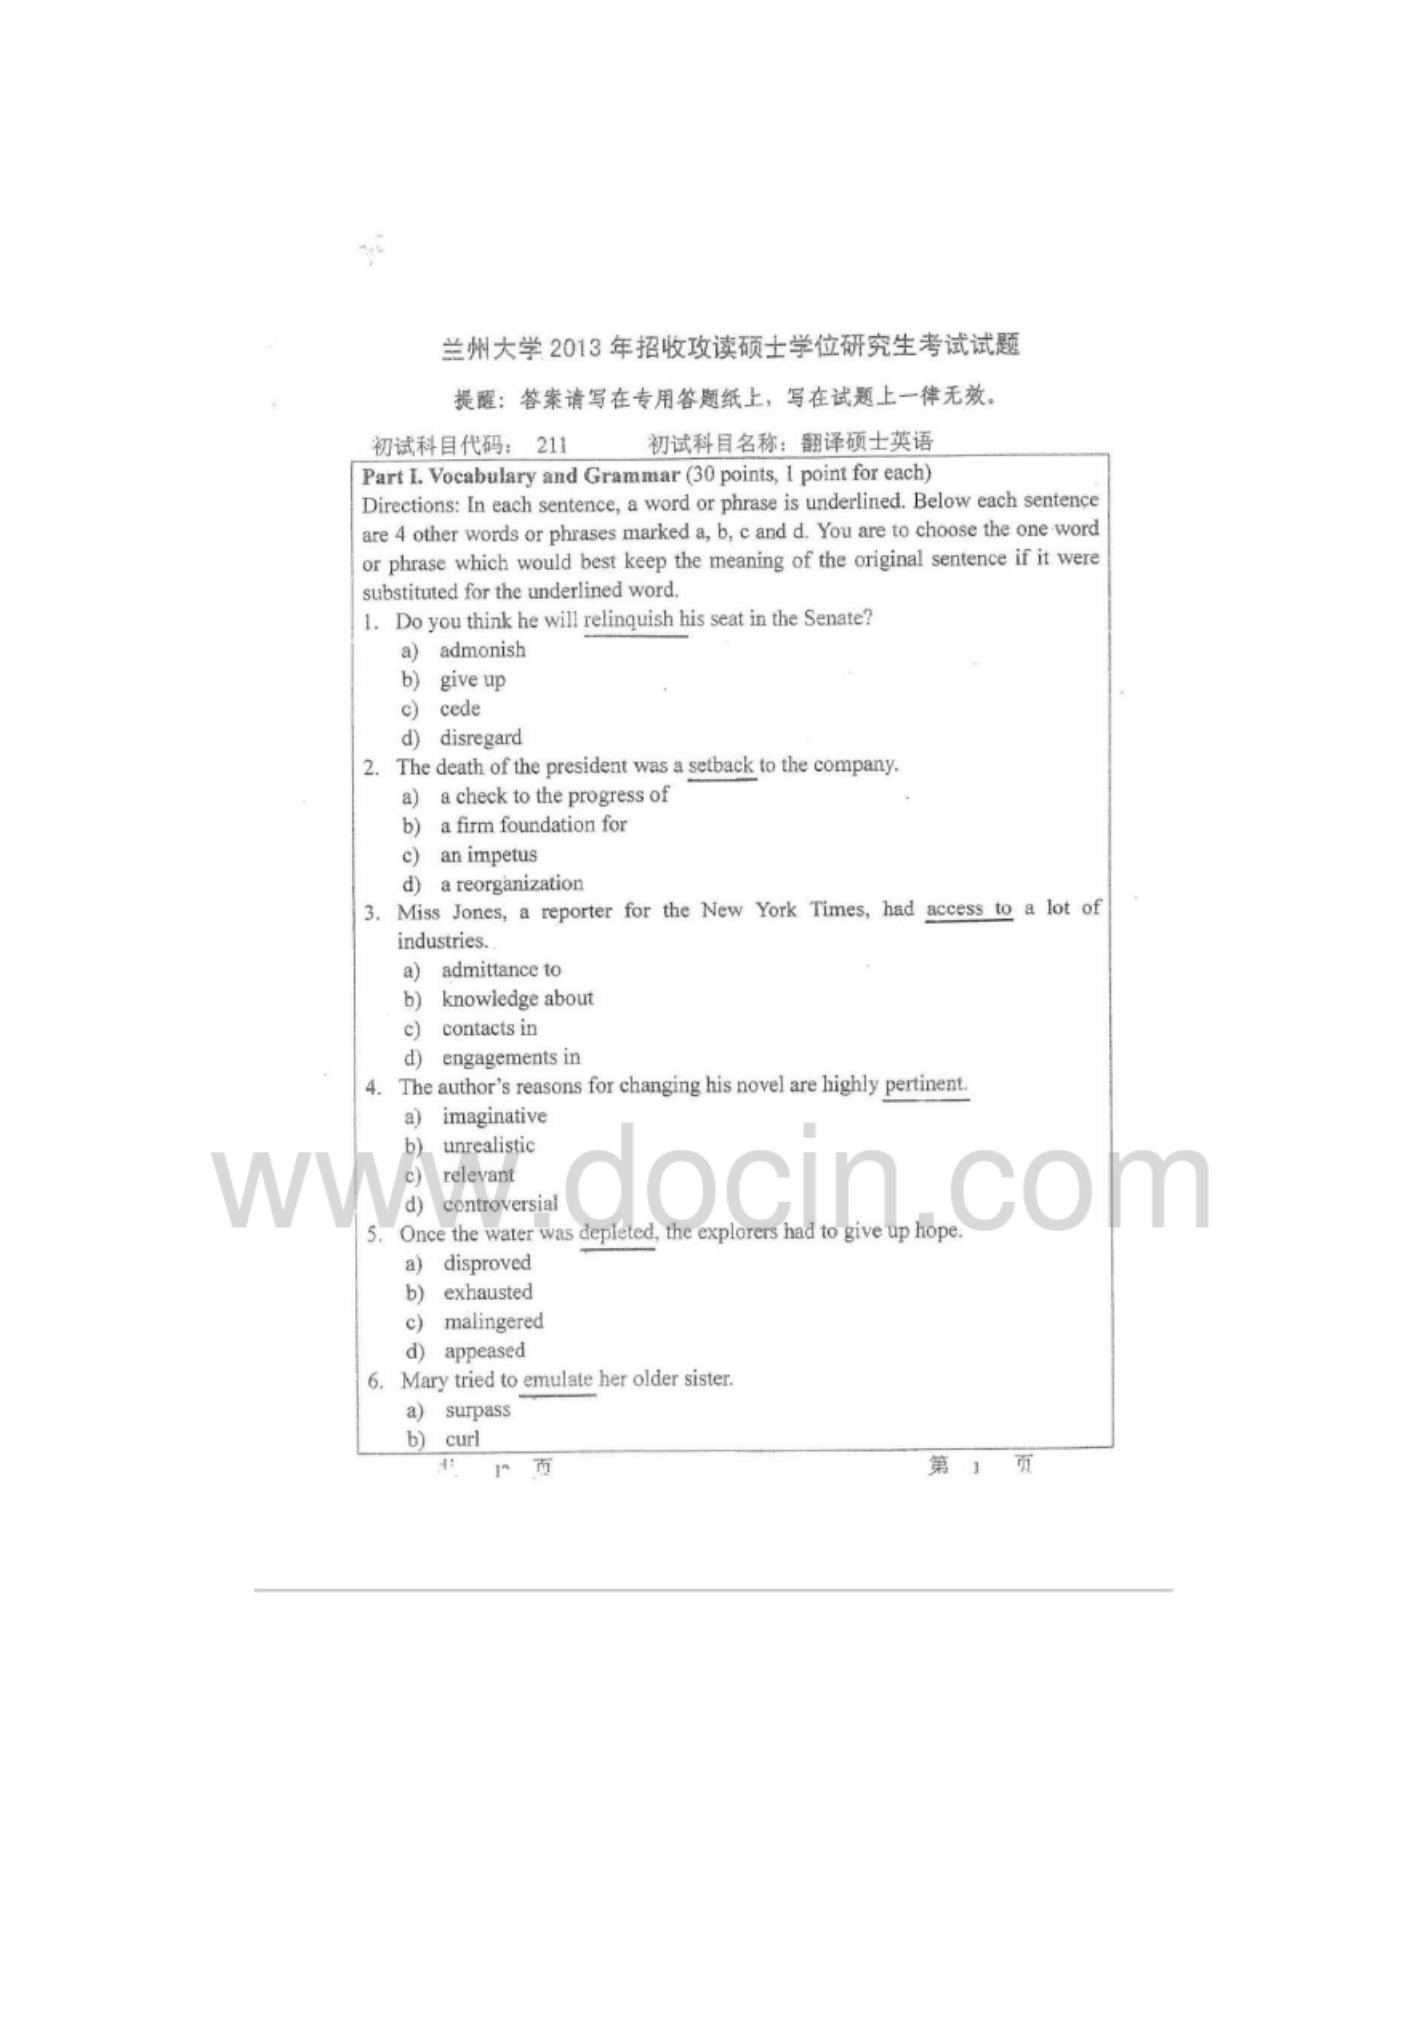 兰州大学 2013 年招收攻读硕士学位研究生考试试题
提醒：答案请写在专用答题纸上，写在试题上一律无效。
初试科目代码： 211 初试科目名称：翻译硕士英语
Part I. Vocabulary and Grammar (30 points, 1 point for each)
Directions: In each sentence, a word or phrase is underlined. Below each sentence
are 4 other words or phrases marked a, b, c and d. You are to choose the one word
or phrase which would best keep the meaning of the original sentence if it were
substituted for the underlined word.
1. Do you think he will relinquish his seat in the Senate?
a) admonish
b) give up
c) cede
d) disregard
2. The death of the president was a setback to the company.
a) a check to the progress of
b) a firm foundation for
c) an impetus
d) a reorganization
3. Miss Jones, a reporter for the New York Times, had access to a lot of
industries.
a) admittance to
b) knowledge about
c) contacts in
d) engagements in
4. The author's reasons for changing his novel are highly pertinent.
a) imaginative
b) unrealistic
c) relevant
d) controversial
www.docin.com
5. Once the water was depleted, the explorers had to give up hope.
a) disproved
b) exhausted
c) malingered
d) appeased
6. Mary tried to emulate her older sister.
a) surpass
b) curl
页 第 1 页